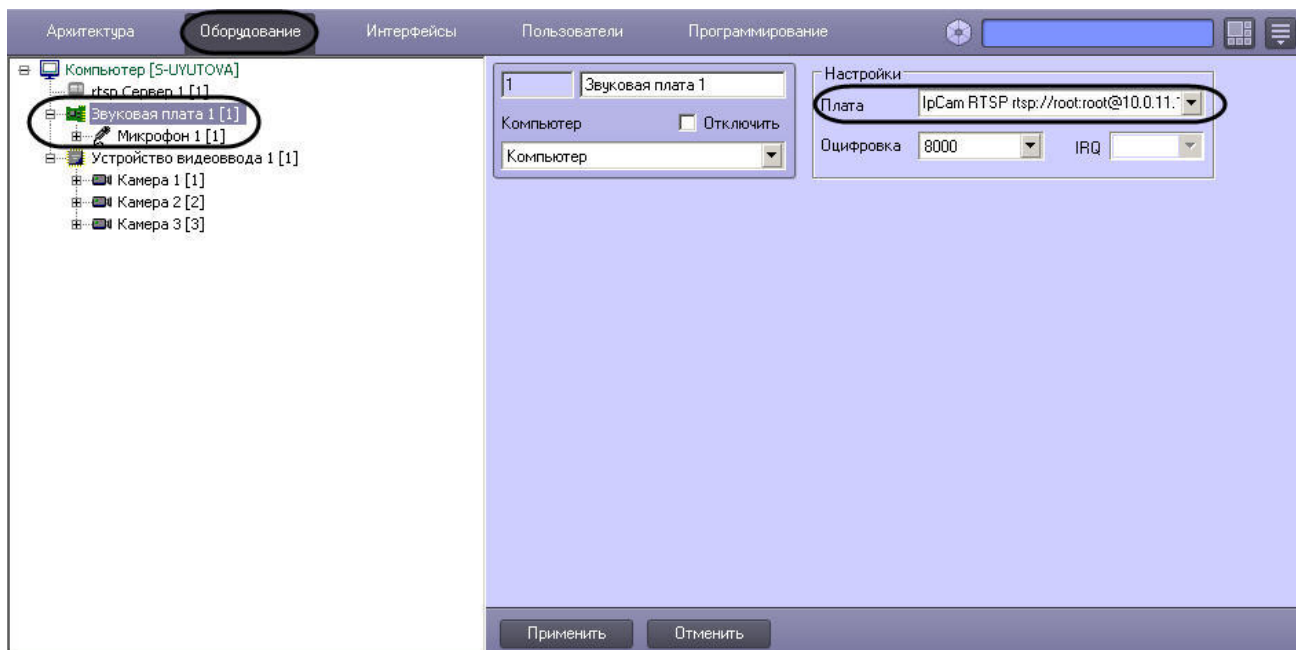 Архитектура Оборудование Интерфейсы Пользователи Программирование
Компьютер [S-UYUTOVA]
rtsp Сервер 1 [1]
Звуковая плата 1 [1]
Микрофон 1 [1]
Устройство видеоввода 1 [1]
Камера 1 [1]
Камера 2 [2]
Камера 3 [3]
1 Звуковая плата 1
Компьютер Отключить
Компьютер
Настройки
Плата IpCam RTSP rtsp://root:root@10.0.11.
Оцифровка 8000 IRQ
Применить Отменить